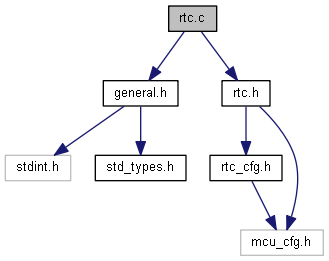 rtc.c
general.h
rtc.h
stdint.h
std_types.h
rtc_cfg.h
mcu_cfg.h